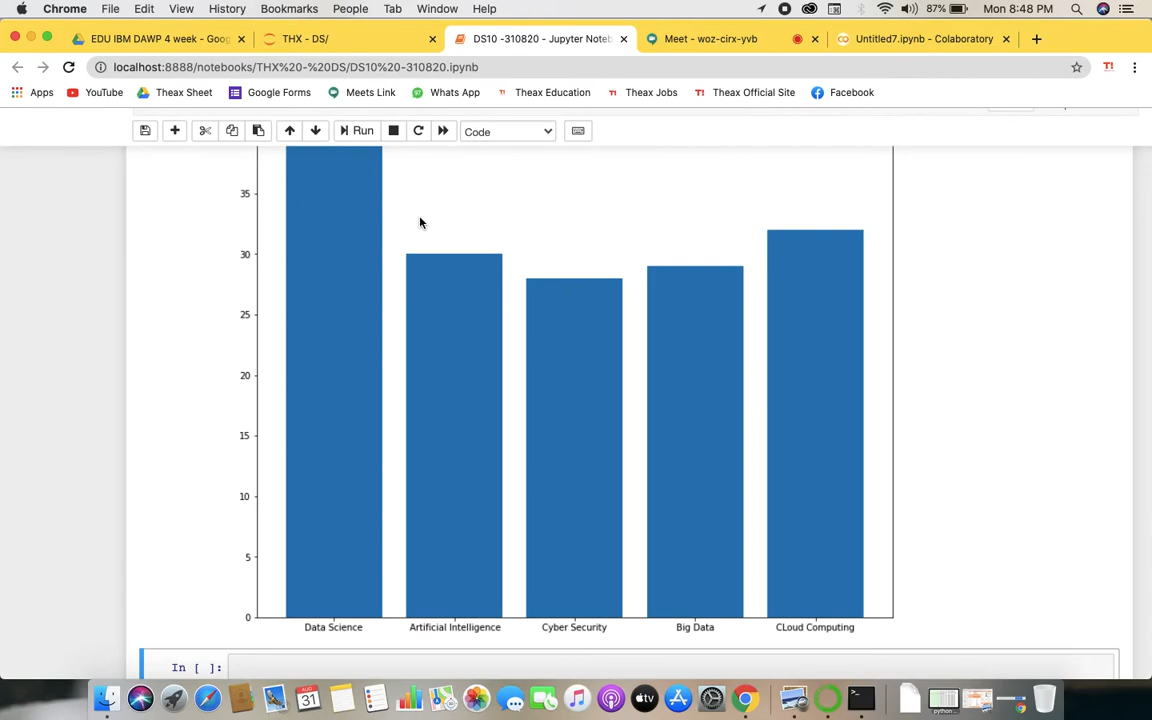 Chrome File Edit View History Bookmarks People Tab Window Help 87% Mon 8:48 PM
EDU IBM DAWP 4 week - Goog THX - DS/ DS10 -310820 - Jupyter Noteb Meet - woz-cirx-yvb Untitled7.ipynb - Colaboratory
localhost:8888/notebooks/THX%20-%20DS/DS10%20-310820.ipynb T!
Apps YouTube Theax Sheet Google Forms Meets Link Whats App T! Theax Education T! Theax Jobs T! Theax Official Site Facebook
Run Code
35
30
25
20
15
10
5
0
Data Science Artificial Intelligence Cyber Security Big Data CLoud Computing
In [ ]:
AUG
31
tv
python